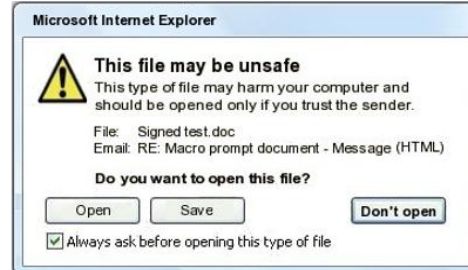 Microsoft Internet Explorer
This file may be unsafe
This type of file may harm your computer and
should be opened only if you trust the sender.
File: Signed test.doc
Email: RE: Macro prompt document - Message (HTML)
Do you want to open this file?
Open Save Don't open
Always ask before opening this type of file